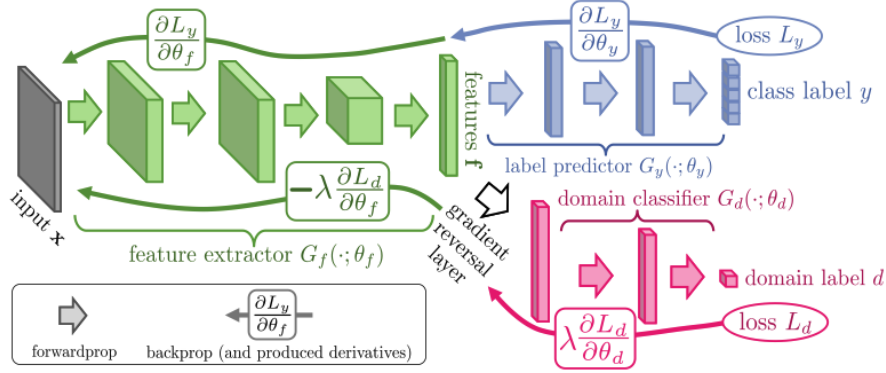 ∂L_y/∂θ_f
∂L_y/∂θ_y
loss L_y
features f
class label y
label predictor G_y(·; θ_y)
input x
−λ ∂L_d/∂θ_f
feature extractor G_f(·; θ_f)
gradient
reversal
layer
domain classifier G_d(·; θ_d)
domain label d
λ ∂L_d/∂θ_d
loss L_d
∂L_y/∂θ_f
forwardprop
backprop (and produced derivatives)